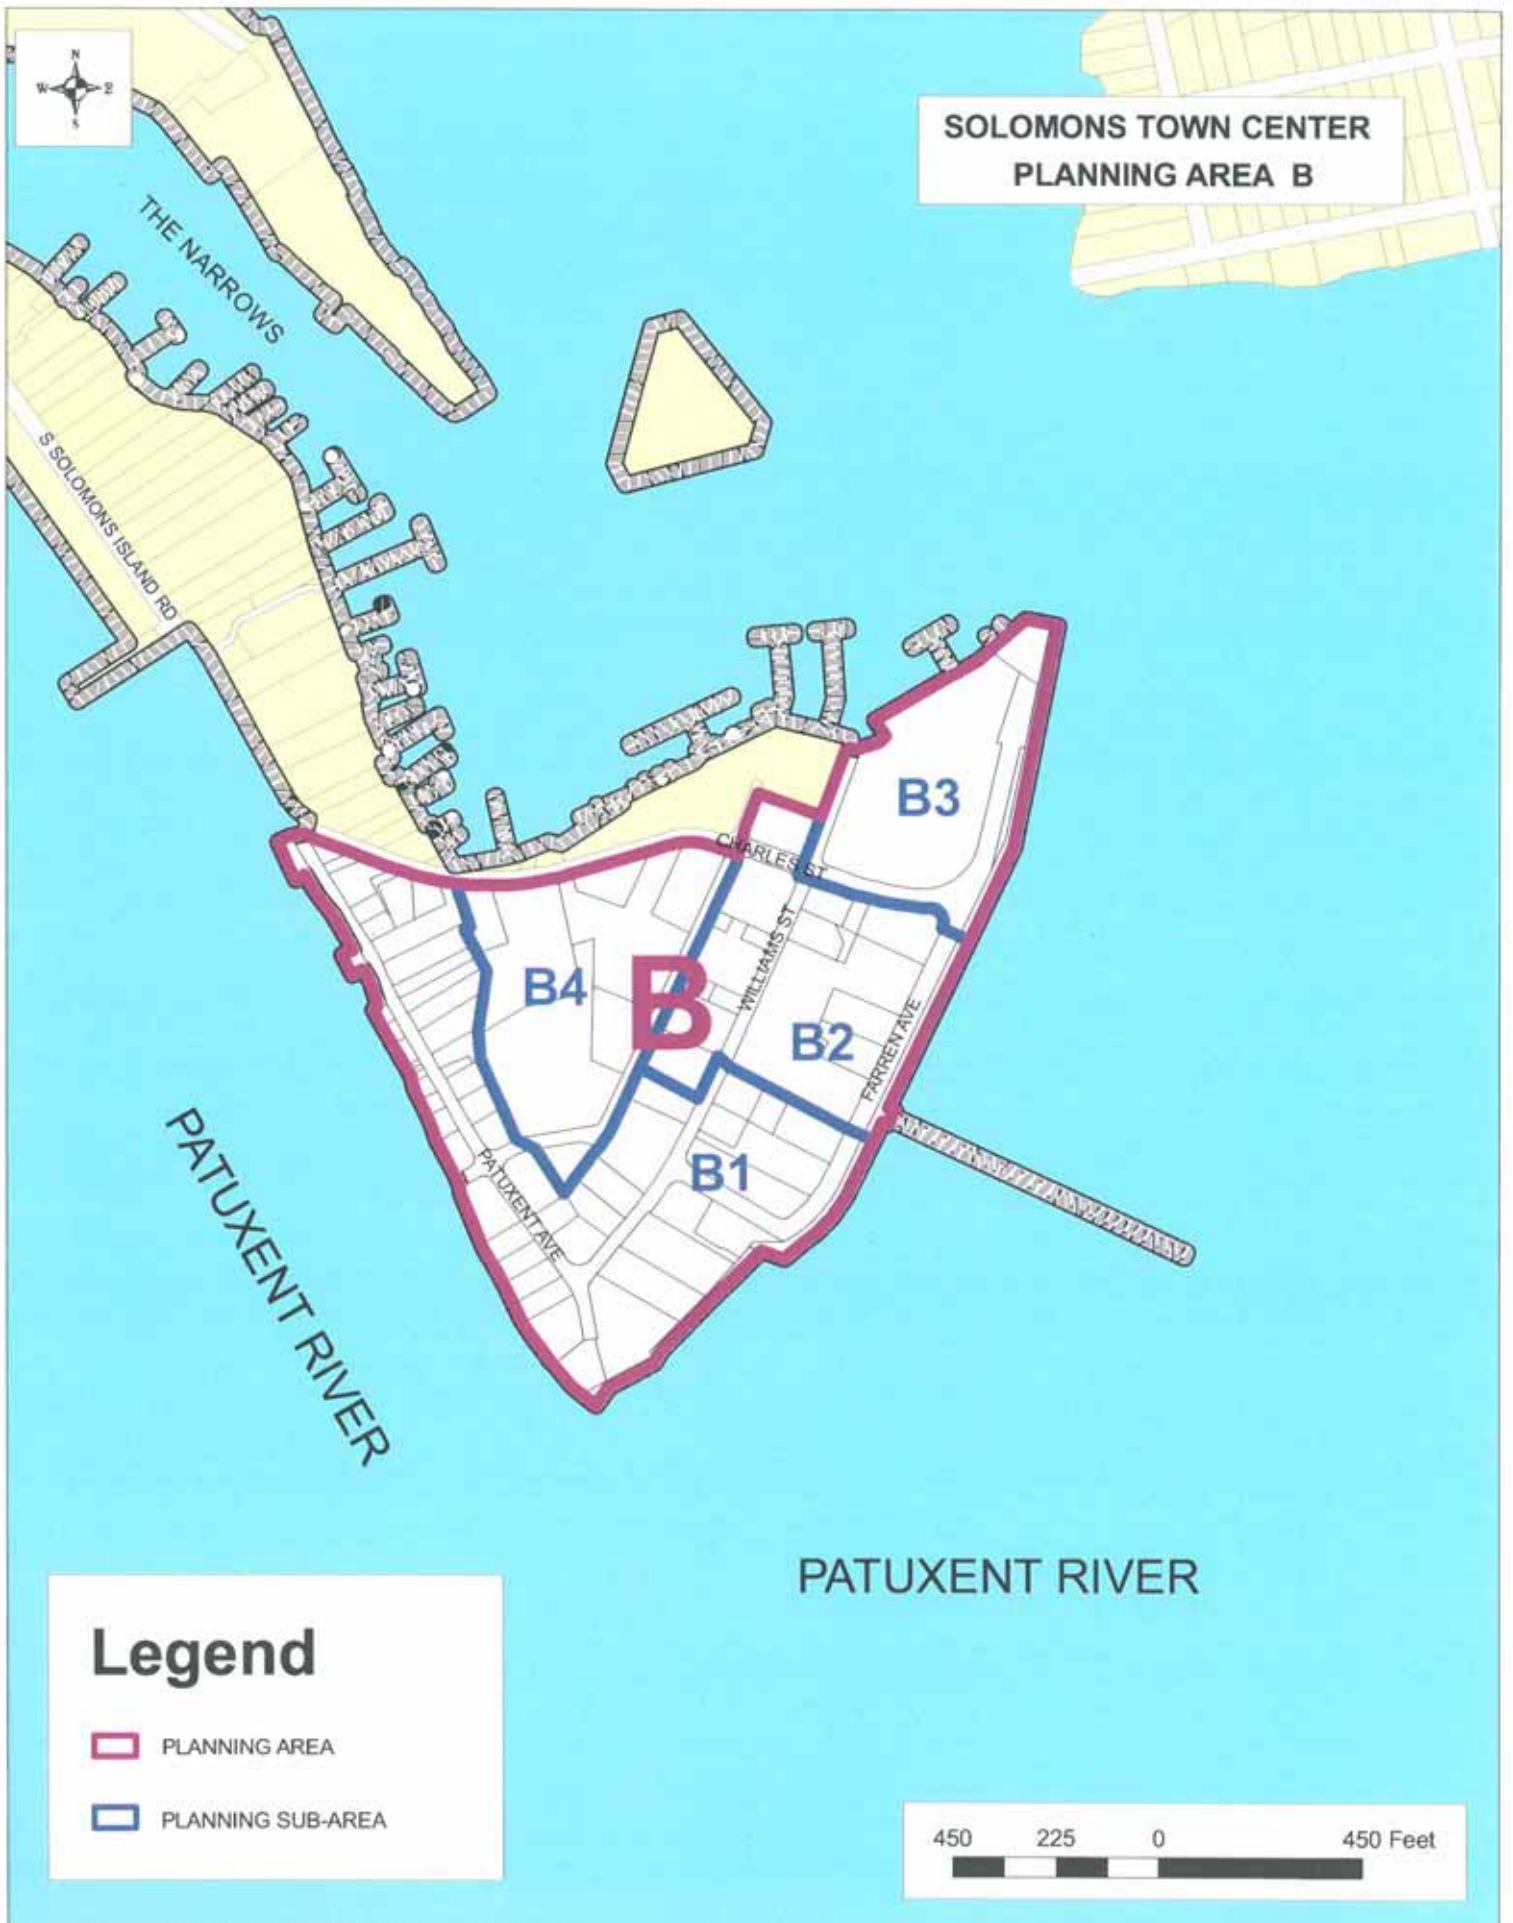 N
W E
S
SOLOMONS TOWN CENTER
PLANNING AREA B
THE NARROWS
S SOLOMONS ISLAND RD
B3
CHARLES ST
WILLIAMS ST
B4
B
B2
FARREN AVE
B1
PATUXENT AVE
PATUXENT RIVER
PATUXENT RIVER
Legend
PLANNING AREA
PLANNING SUB-AREA
450 225 0 450 Feet